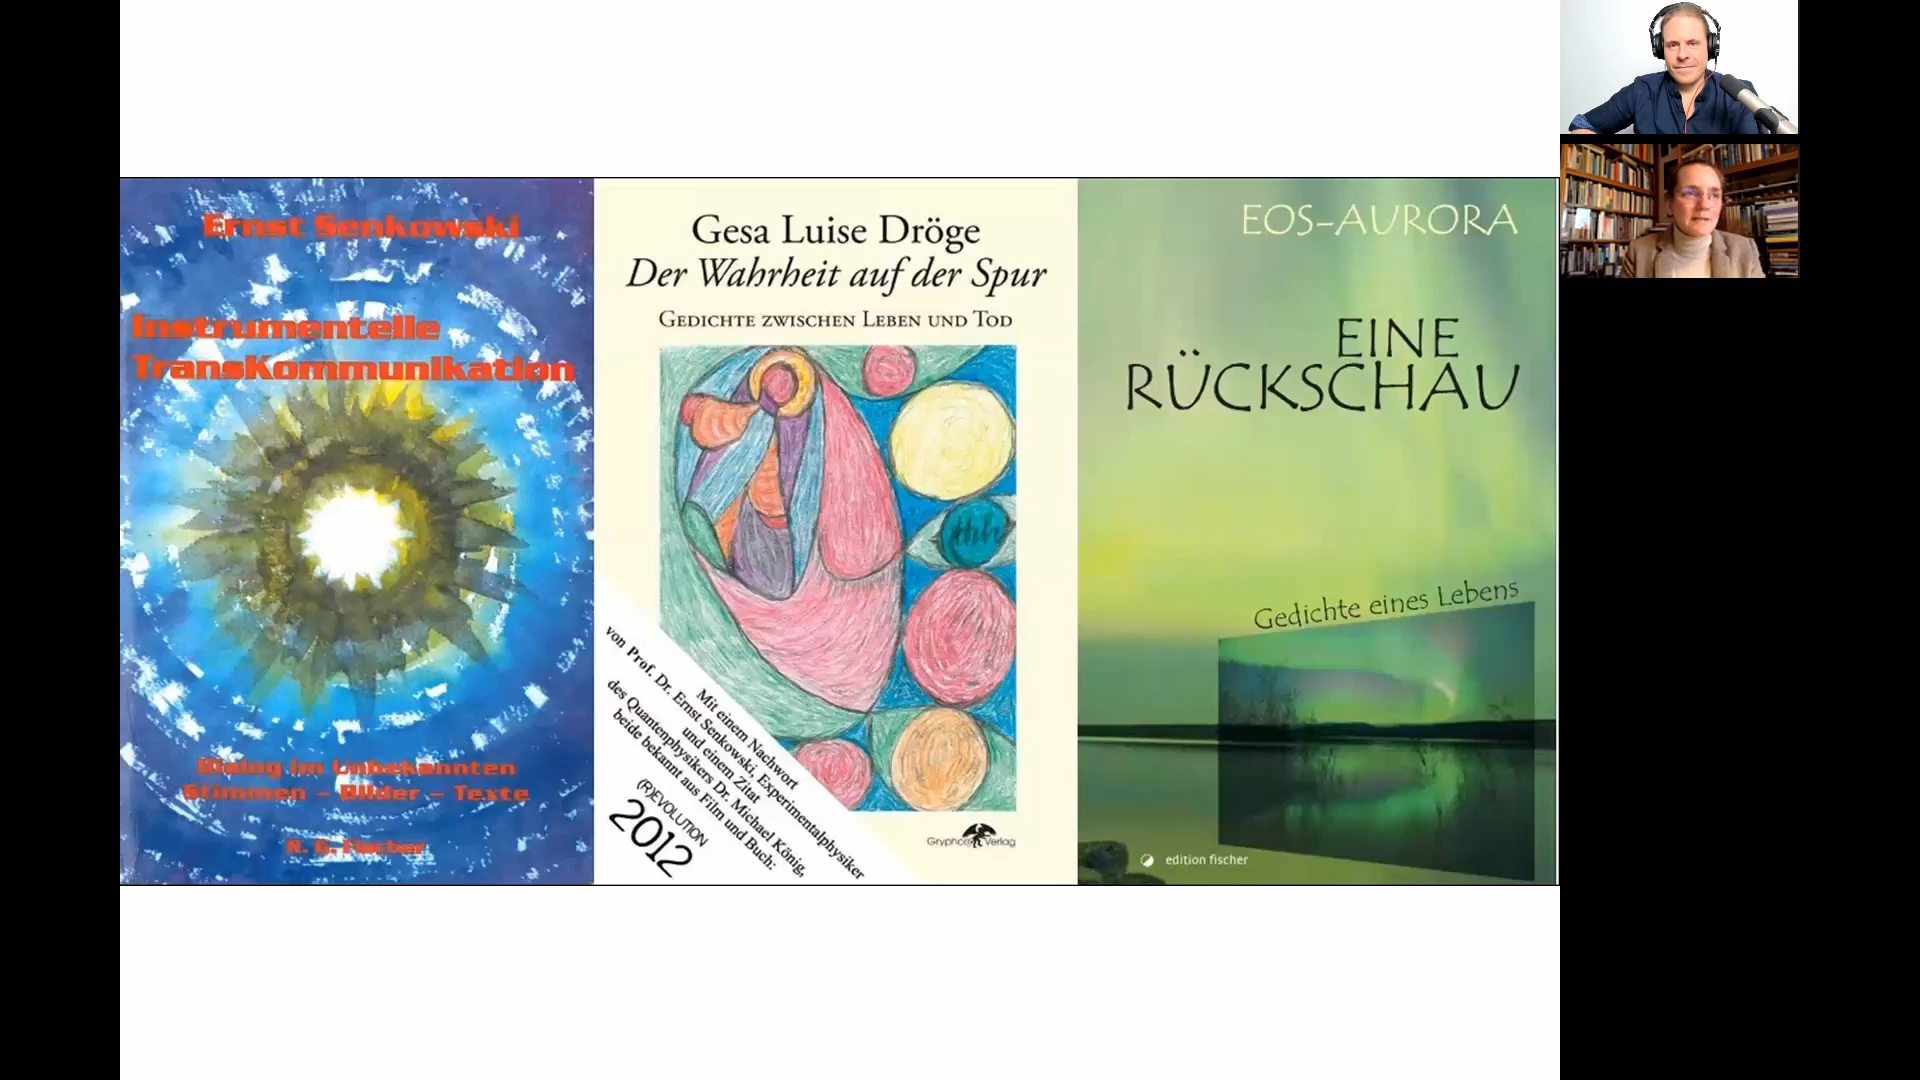 Ernst Senkowski
Instrumentelle
TransKommunikation
Dialog im Unbekannten
Stimmen – Bilder – Texte
R. G. Fischer
Gesa Luise Dröge
Der Wahrheit auf der Spur
Gedichte zwischen Leben und Tod
Mit einem Nachwort
von Prof. Dr. Ernst Senkowski, Experimentalphysiker
und einem Zitat
des Quantenphysikers Dr. Michael König,
beide bekannt aus Film und Buch:
(R)EVOLUTION
2012
Gryphon Verlag
EOS-AURORA
EINE
RÜCKSCHAU
Gedichte eines Lebens
edition fischer